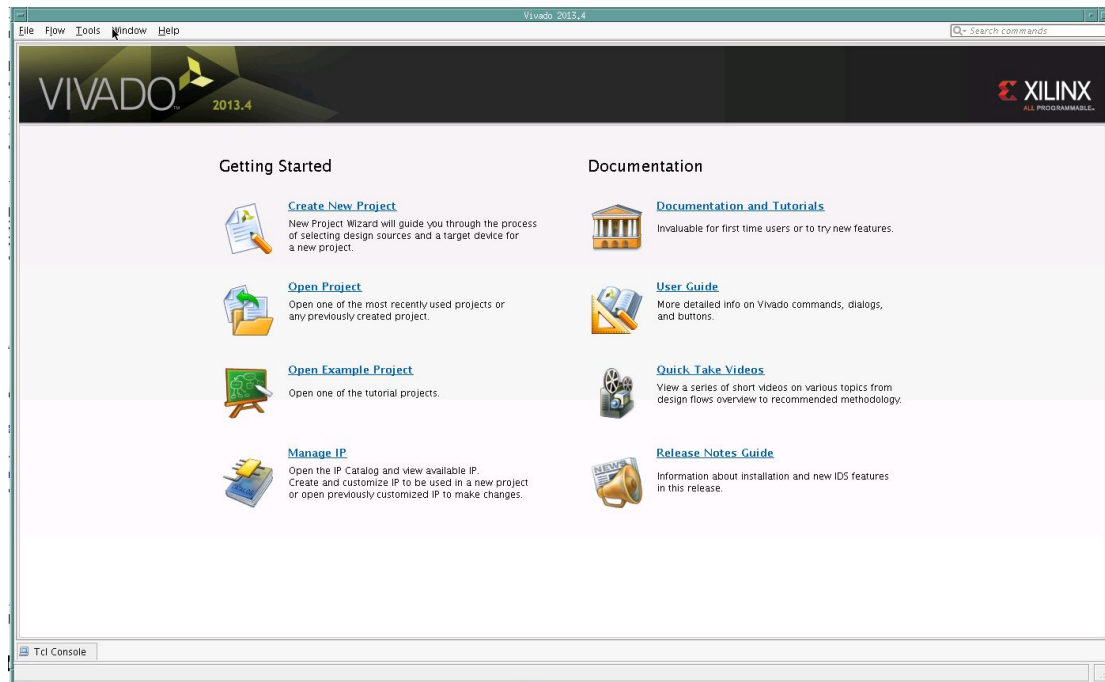 Vivado 2013.4
File Flow Tools Window Help
Search commands
VIVADO™ 2013.4
XILINX
ALL PROGRAMMABLE™
Getting Started
Create New Project
New Project Wizard will guide you through the process
of selecting design sources and a target device for
a new project.
Open Project
Open one of the most recently used projects or
any previously created project.
Open Example Project
Open one of the tutorial projects.
Manage IP
Open the IP Catalog and view available IP.
Create and customize IP to be used in a new project
or open previously customized IP to make changes.
Documentation
Documentation and Tutorials
Invaluable for first time users or to try new features.
User Guide
More detailed info on Vivado commands, dialogs,
and buttons.
Quick Take Videos
View a series of short videos on various topics from
design flows overview to recommended methodology.
Release Notes Guide
Information about installation and new IDS features
in this release.
CATALOG
NEWS
Tcl Console